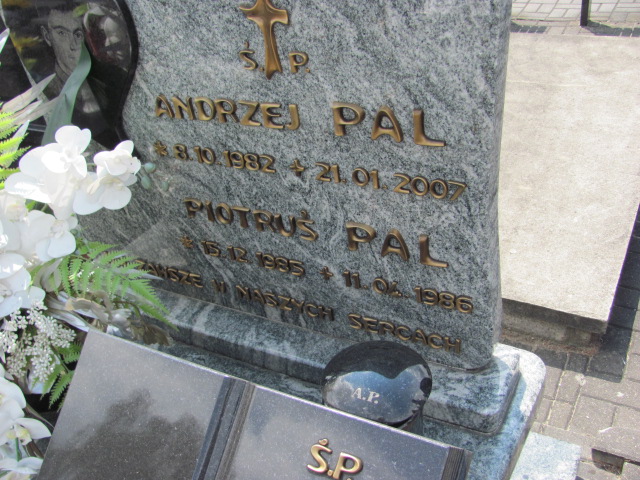 Ś.P.
ANDRZEJ PAL
* 8.10.1982 + 21.01.2007
PIOTRUŚ PAL
* 15.12.1985 + 11.04.1986
ZAWSZE W NASZYCH SERCACH
A.P.
Ś.P.